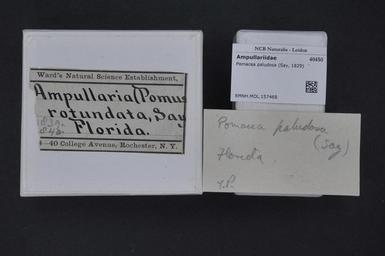 Ward's Natural Science Establishment,
Ampullaria (Pomus
rotundata, Say
Florida.
40 College Avenue, Rochester, N. Y.
NCB Naturalis - Leiden
Ampullariidae 40450
Pomacea paludosa (Say, 1829)
RMNH.MOL.157468
Pomacea paludosa
(Say)
Florida